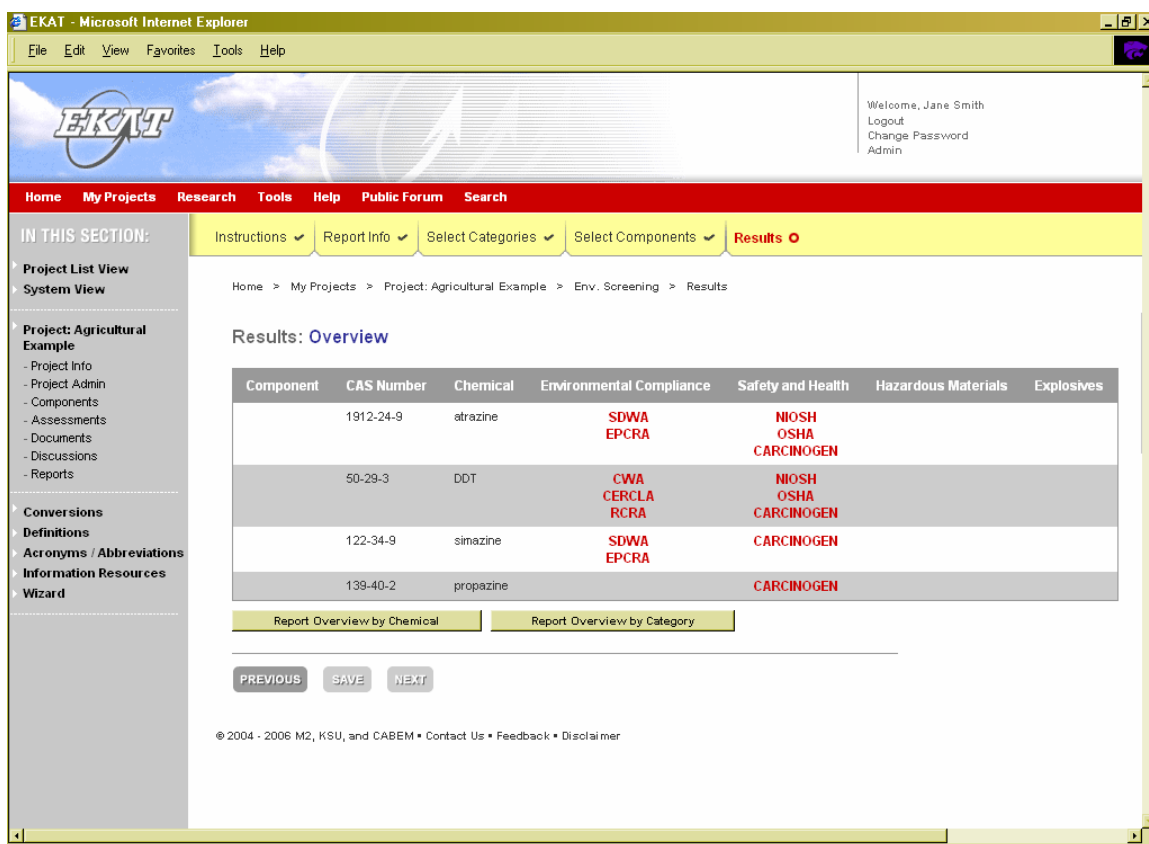 EKAT - Microsoft Internet Explorer
File Edit View Favorites Tools Help
EKAT
Welcome, Jane Smith
Logout
Change Password
Admin
Home My Projects Research Tools Help Public Forum Search
IN THIS SECTION:
Project List View
System View
Project: Agricultural
Example
- Project Info
- Project Admin
- Components
- Assessments
- Documents
- Discussions
- Reports
Conversions
Definitions
Acronyms / Abbreviations
Information Resources
Wizard
Instructions Report Info Select Categories Select Components Results
Home > My Projects > Project: Agricultural Example > Env. Screening > Results
Results: Overview
Component CAS Number Chemical Environmental Compliance Safety and Health Hazardous Materials Explosives
1912-24-9 atrazine SDWA NIOSH
EPCRA OSHA
CARCINOGEN
50-29-3 DDT CWA NIOSH
CERCLA OSHA
RCRA CARCINOGEN
122-34-9 simazine SDWA CARCINOGEN
EPCRA
139-40-2 propazine CARCINOGEN
Report Overview by Chemical Report Overview by Category
PREVIOUS SAVE NEXT
© 2004 - 2006 M2, KSU, and CABEM • Contact Us • Feedback • Disclaimer